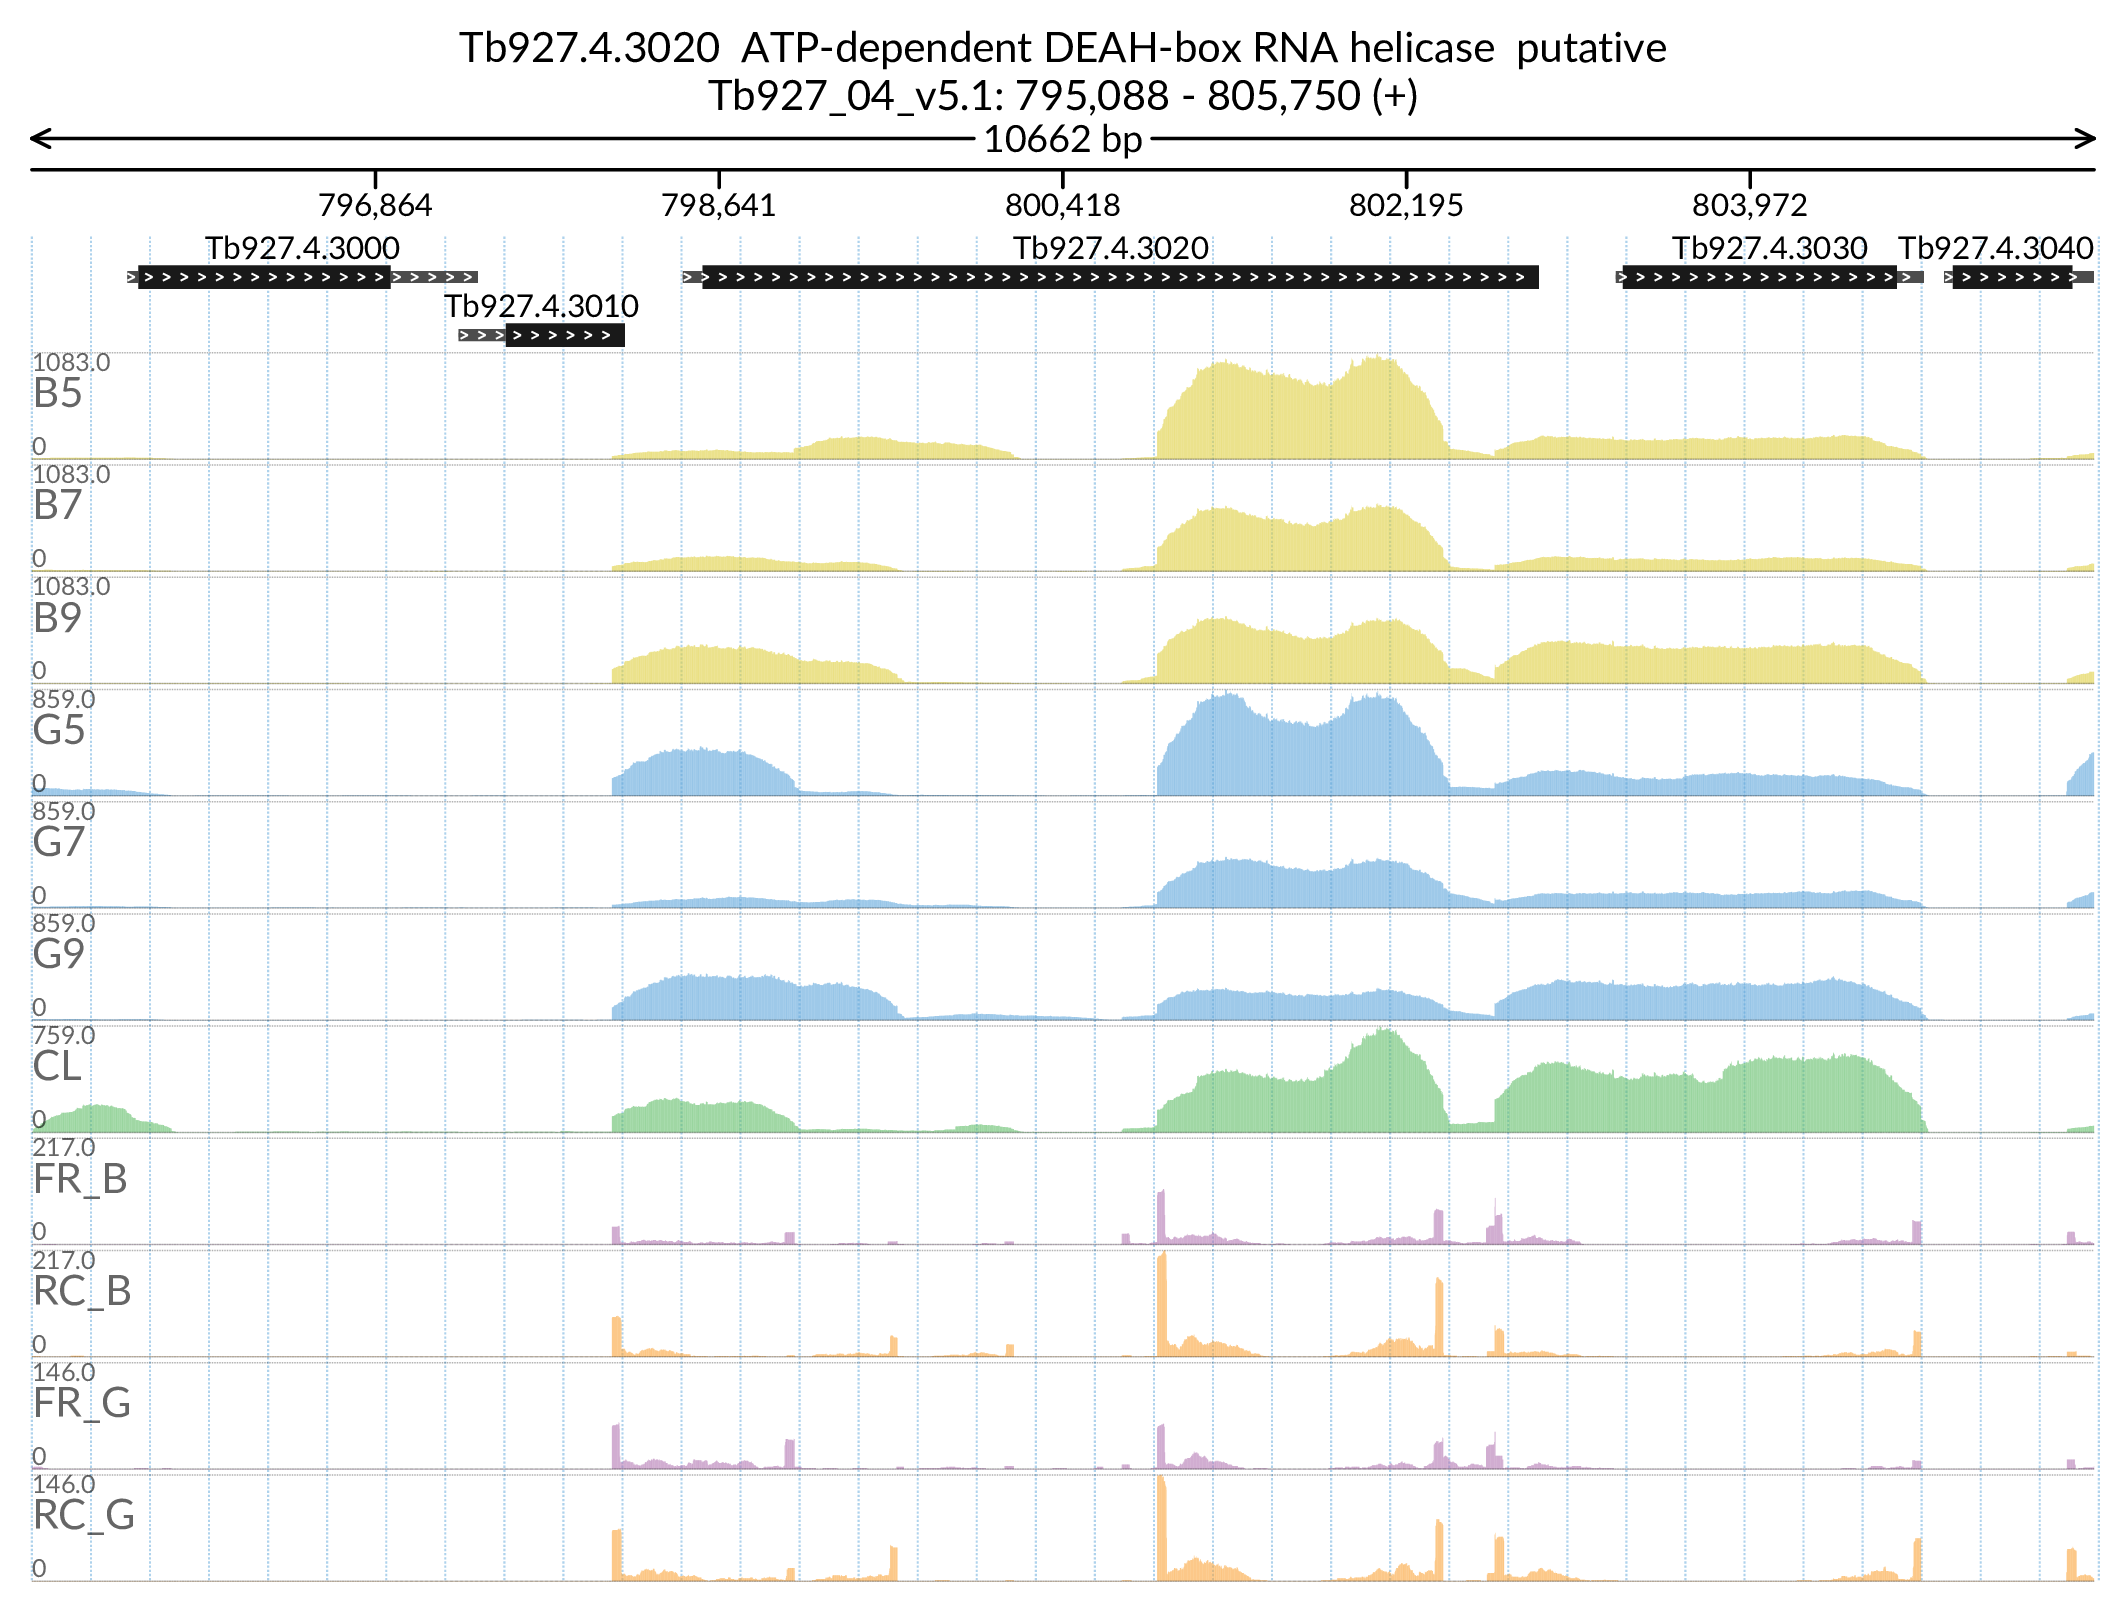 Tb927.4.3020  ATP-dependent DEAH-box RNA helicase  putative
Tb927_04_v5.1: 795,088 - 805,750 (+)
10662 bp
796,864 798,641 800,418 802,195 803,972
Tb927.4.3000 Tb927.4.3020 Tb927.4.3030 Tb927.4.3040
Tb927.4.3010
1083.0
B5
0
1083.0
B7
0
1083.0
B9
0
859.0
G5
0
859.0
G7
0
859.0
G9
0
759.0
CL
0
217.0
FR_B
0
217.0
RC_B
0
146.0
FR_G
0
146.0
RC_G
0